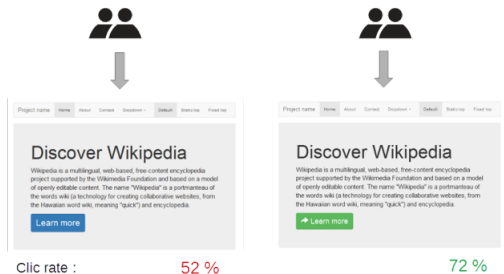 Project name Home About Contact Dropdown Default Static top Fixed top
Discover Wikipedia
Wikipedia is a multilingual, web-based, free-content encyclopedia
project supported by the Wikimedia Foundation and based on a model
of openly editable content. The name "Wikipedia" is a portmanteau of
the words wiki (a technology for creating collaborative websites, from
the Hawaiian word wiki, meaning "quick") and encyclopedia.
Learn more
Project name Home About Contact Dropdown Default Static top Fixed top
Discover Wikipedia
Wikipedia is a multilingual, web-based, free-content encyclopedia
project supported by the Wikimedia Foundation and based on a model
of openly editable content. The name "Wikipedia" is a portmanteau of
the words wiki (a technology for creating collaborative websites, from
the Hawaiian word wiki, meaning "quick") and encyclopedia.
Learn more
Clic rate : 52 % 72 %